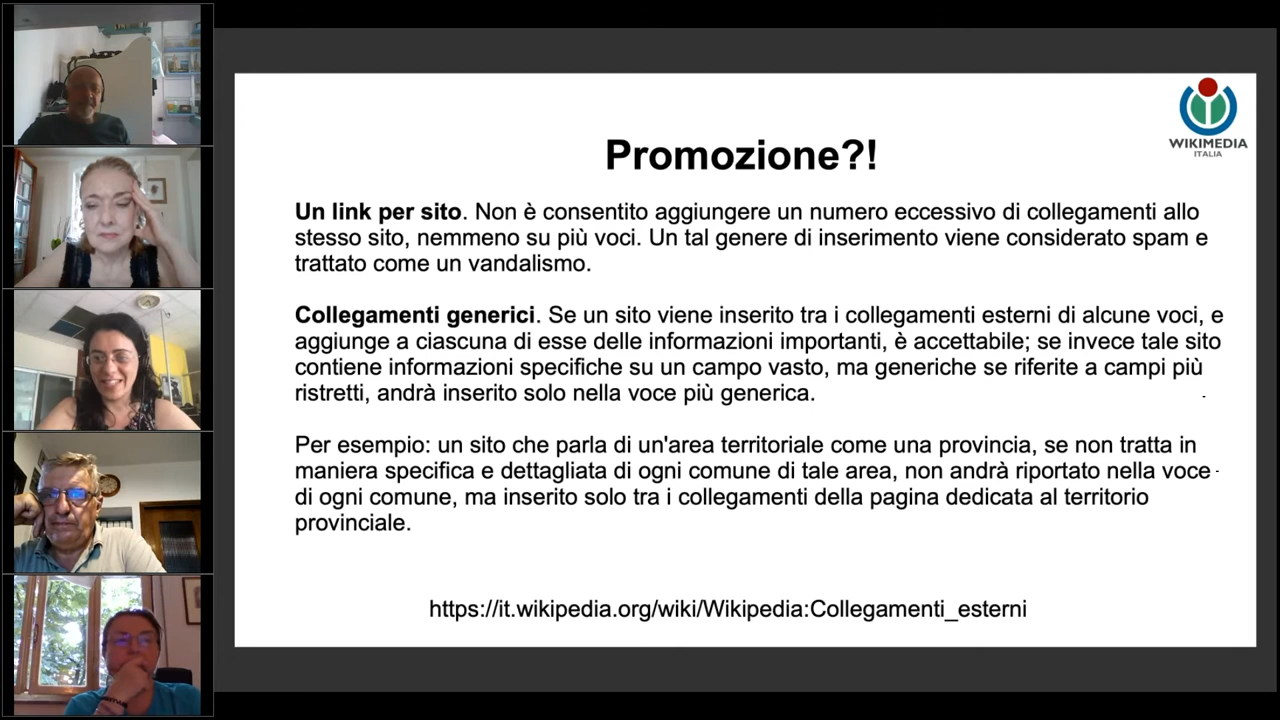 WIKIMEDIA
ITALIA
Promozione?!
Un link per sito. Non è consentito aggiungere un numero eccessivo di collegamenti allo
stesso sito, nemmeno su più voci. Un tal genere di inserimento viene considerato spam e
trattato come un vandalismo.
Collegamenti generici. Se un sito viene inserito tra i collegamenti esterni di alcune voci, e
aggiunge a ciascuna di esse delle informazioni importanti, è accettabile; se invece tale sito
contiene informazioni specifiche su un campo vasto, ma generiche se riferite a campi più
ristretti, andrà inserito solo nella voce più generica.
Per esempio: un sito che parla di un'area territoriale come una provincia, se non tratta in
maniera specifica e dettagliata di ogni comune di tale area, non andrà riportato nella voce
di ogni comune, ma inserito solo tra i collegamenti della pagina dedicata al territorio
provinciale.
https://it.wikipedia.org/wiki/Wikipedia:Collegamenti_esterni